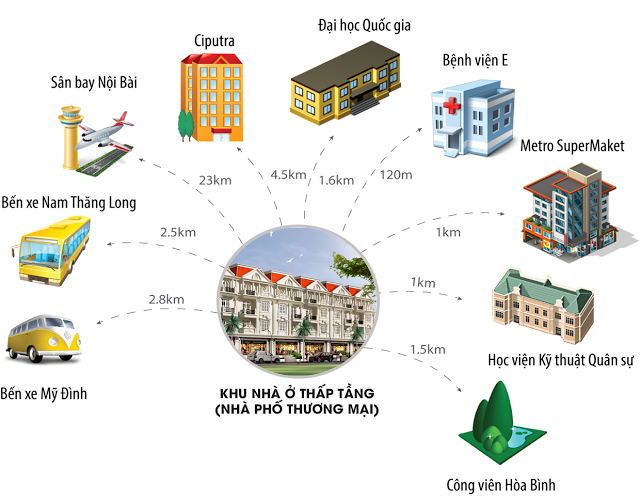 Đại học Quốc gia
Ciputra
Bệnh viện E
Sân bay Nội Bài
Metro SuperMaket
4.5km
1.6km
120m
23km
Bến xe Nam Thăng Long
2.5km
1km
1km
2.8km
1.5km
Học viện Kỹ thuật Quân sự
Bến xe Mỹ Đình
KHU NHÀ Ở THẤP TẦNG
(NHÀ PHỐ THƯƠNG MẠI)
Công viên Hòa Bình